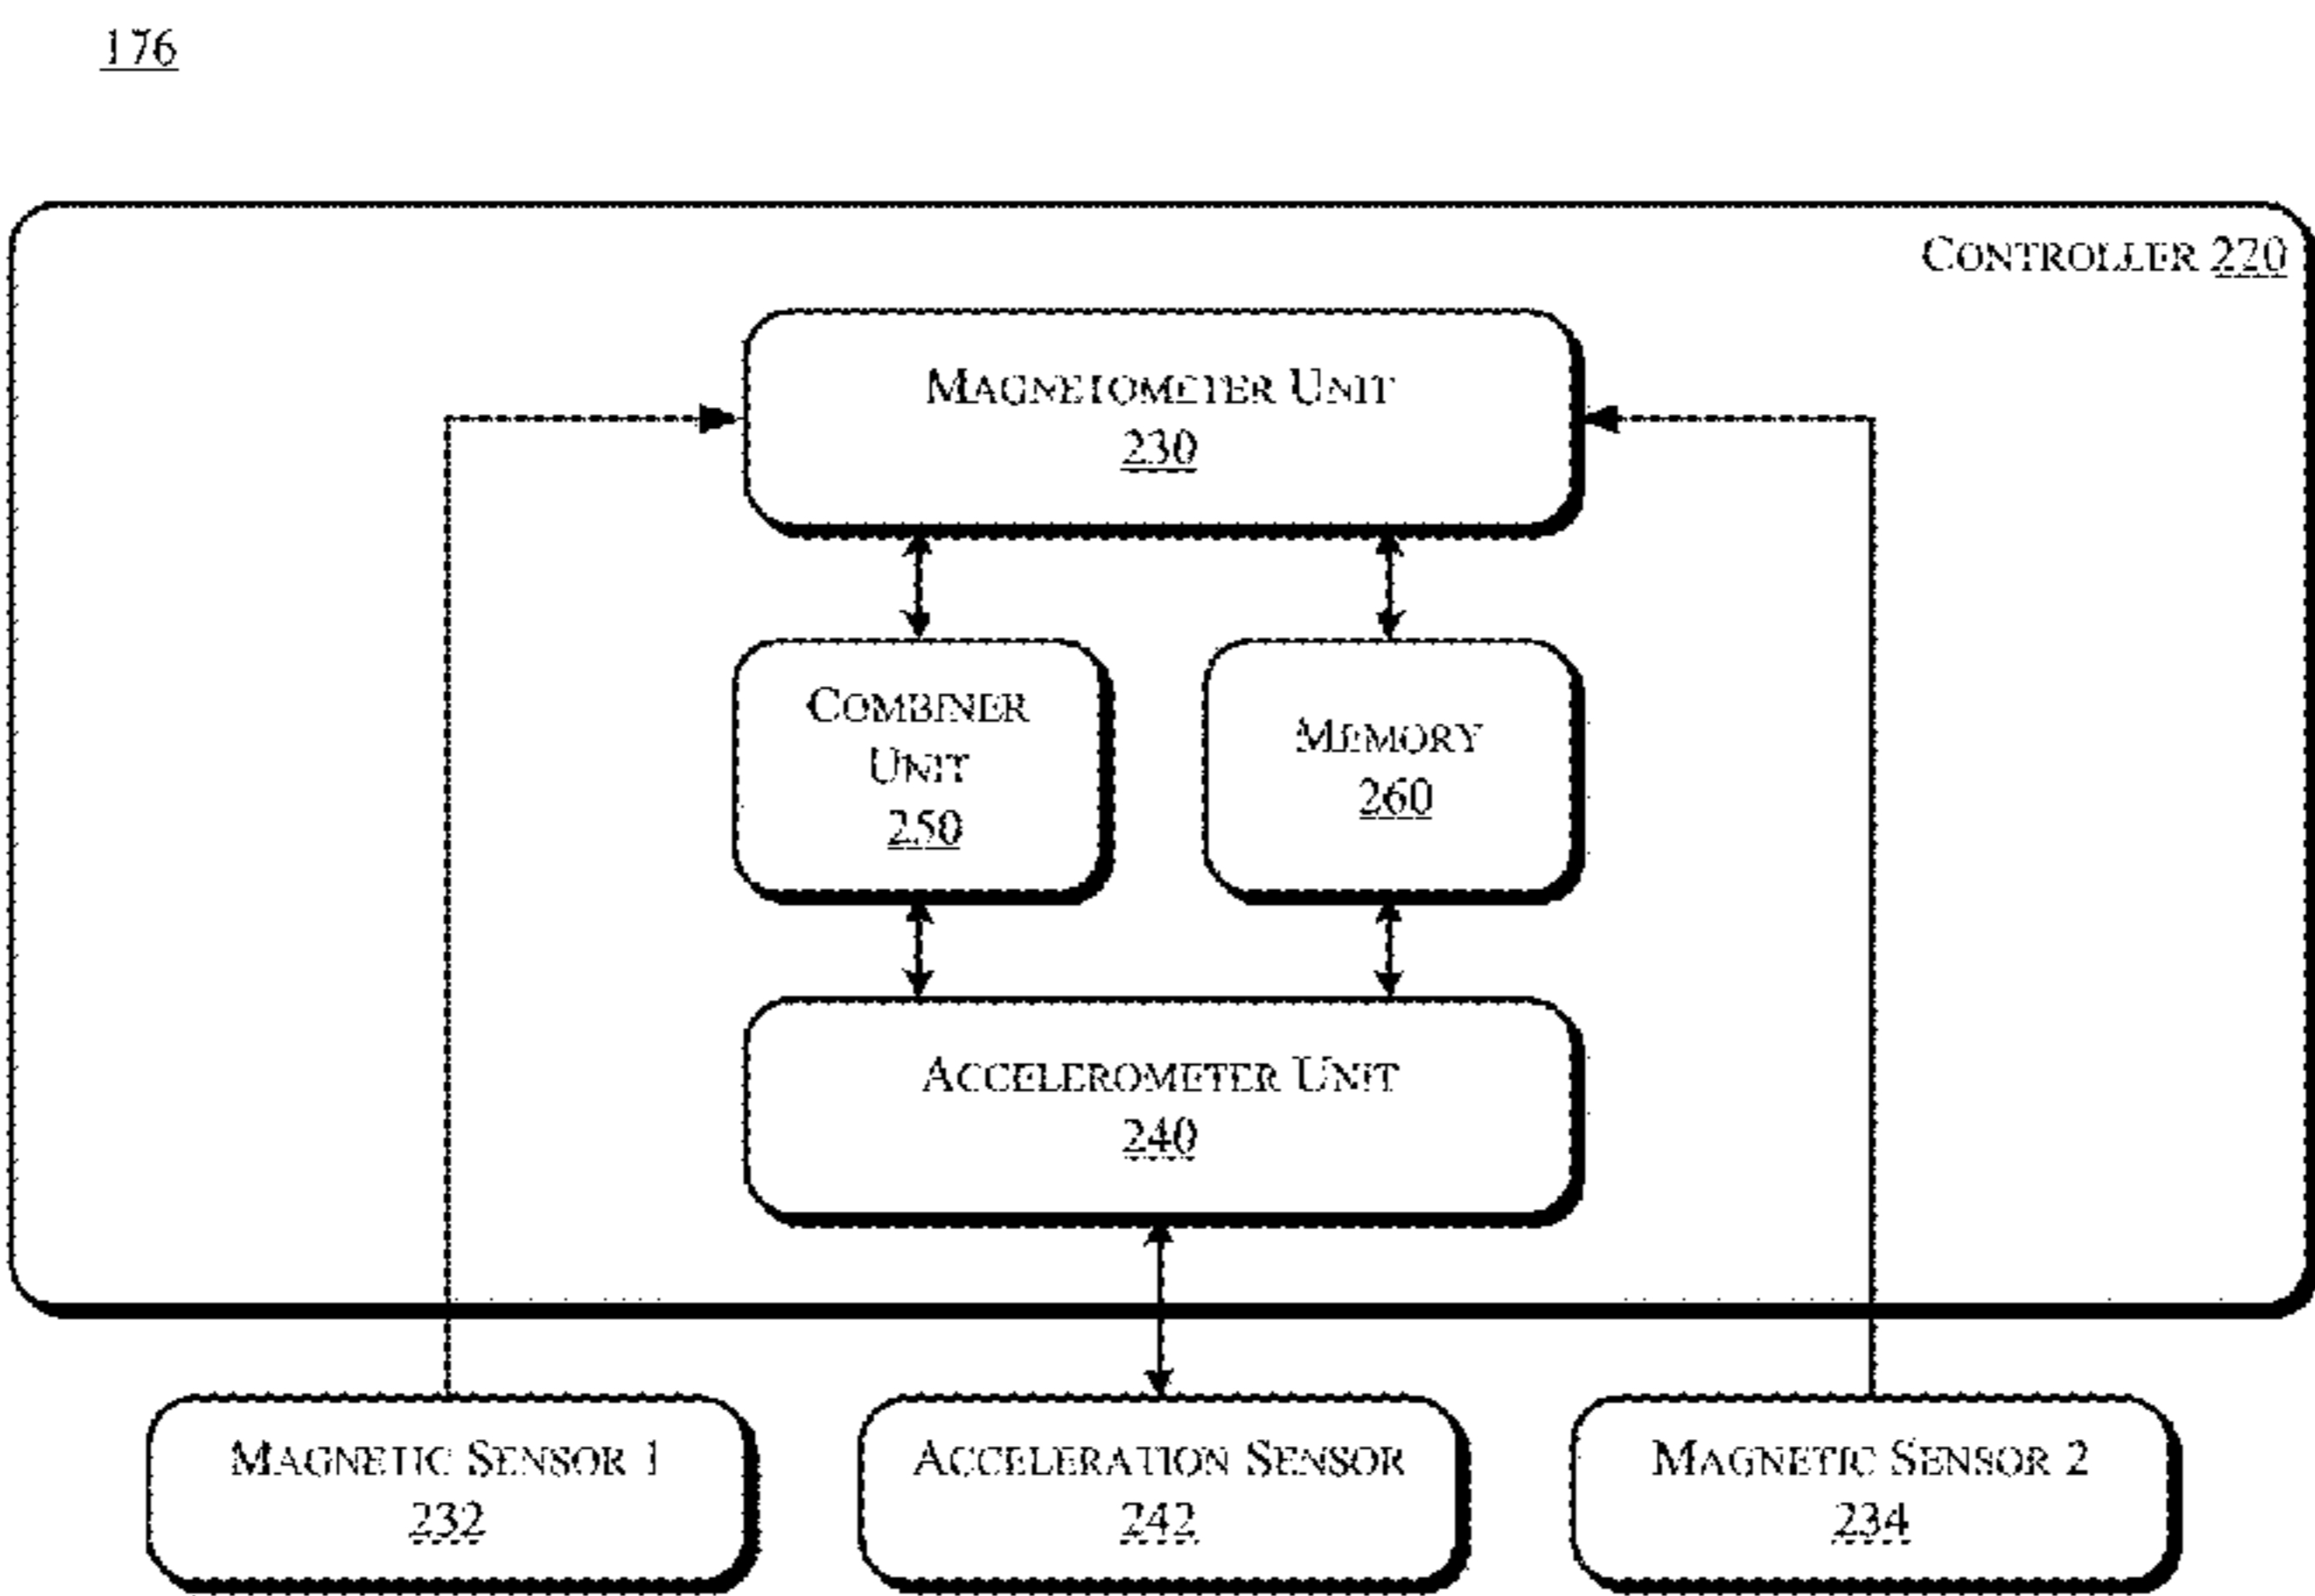 176
CONTROLLER 220
MAGNETOMETER UNIT
230
COMBINER
UNIT
250
MEMORY
260
ACCELEROMETER UNIT
240
MAGNETIC SENSOR 1
232
ACCELERATION SENSOR
242
MAGNETIC SENSOR 2
234